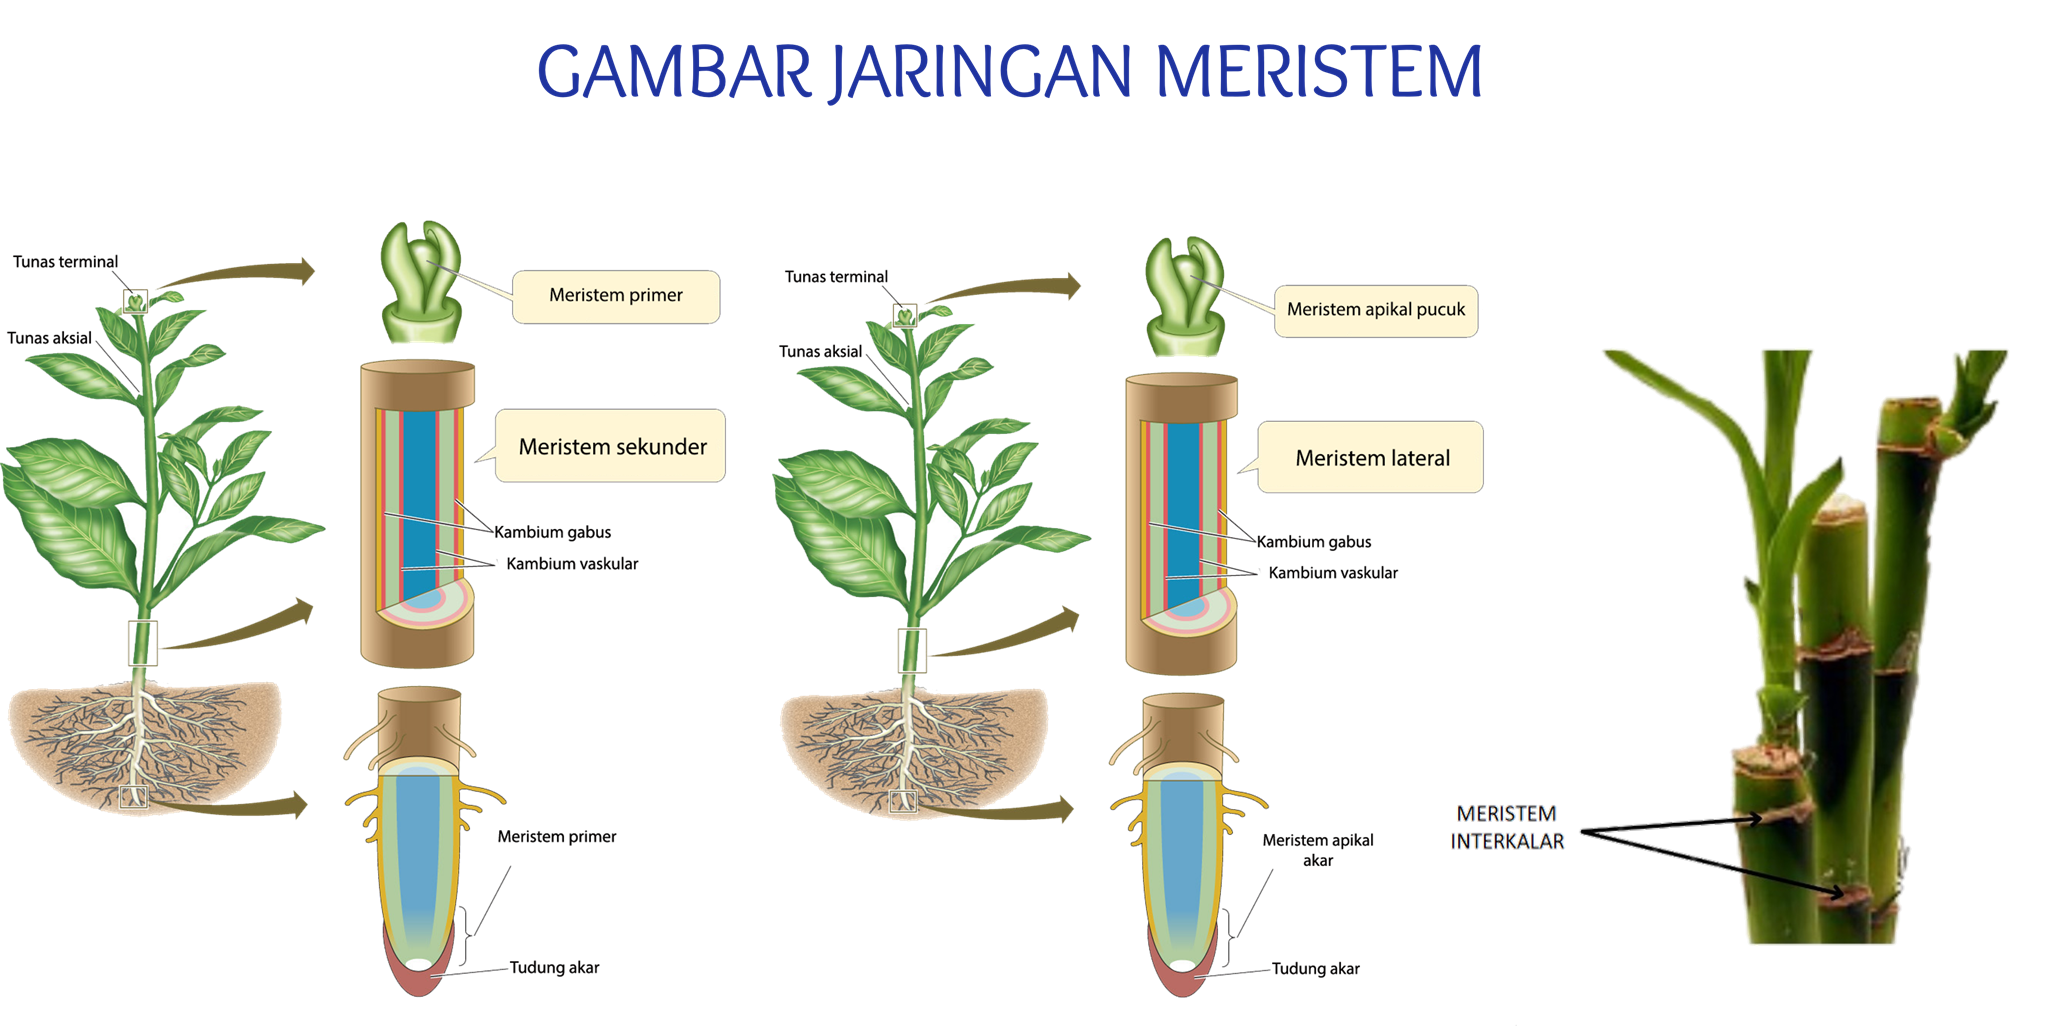 GAMBAR JARINGAN MERISTEM
Tunas terminal
Tunas aksial
Meristem primer
Meristem sekunder
Kambium gabus
Kambium vaskular
Meristem primer
Tudung akar
Tunas terminal
Tunas aksial
Meristem apikal pucuk
Meristem lateral
Kambium gabus
Kambium vaskular
Meristem apikal
akar
Tudung akar
MERISTEM
INTERKALAR